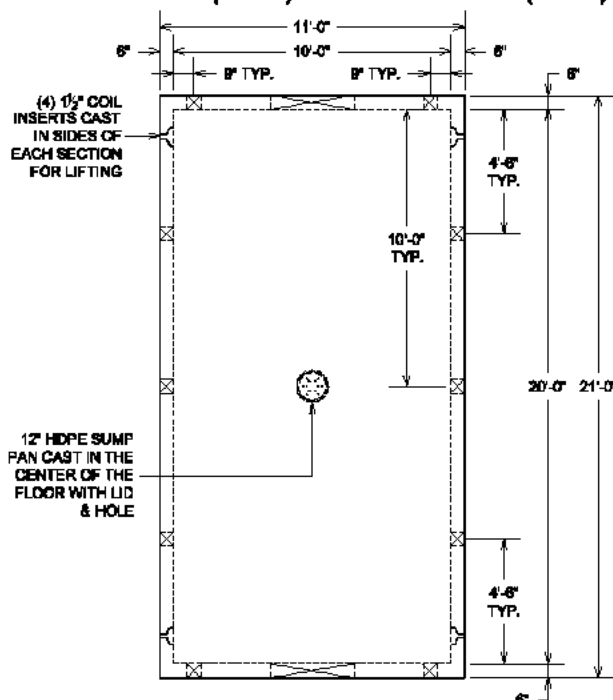 11'-0"
6"
10'-0"
6"
9" TYP.
9" TYP.
6"
(4) 1½" COIL
INSERTS CAST
IN SIDES OF
EACH SECTION
FOR LIFTING
4'-6"
TYP.
10'-0"
TYP.
20'-0"
21'-0"
12" HDPE SUMP
PAN CAST IN THE
CENTER OF THE
FLOOR WITH LID
& HOLE
4'-6"
TYP.
6"